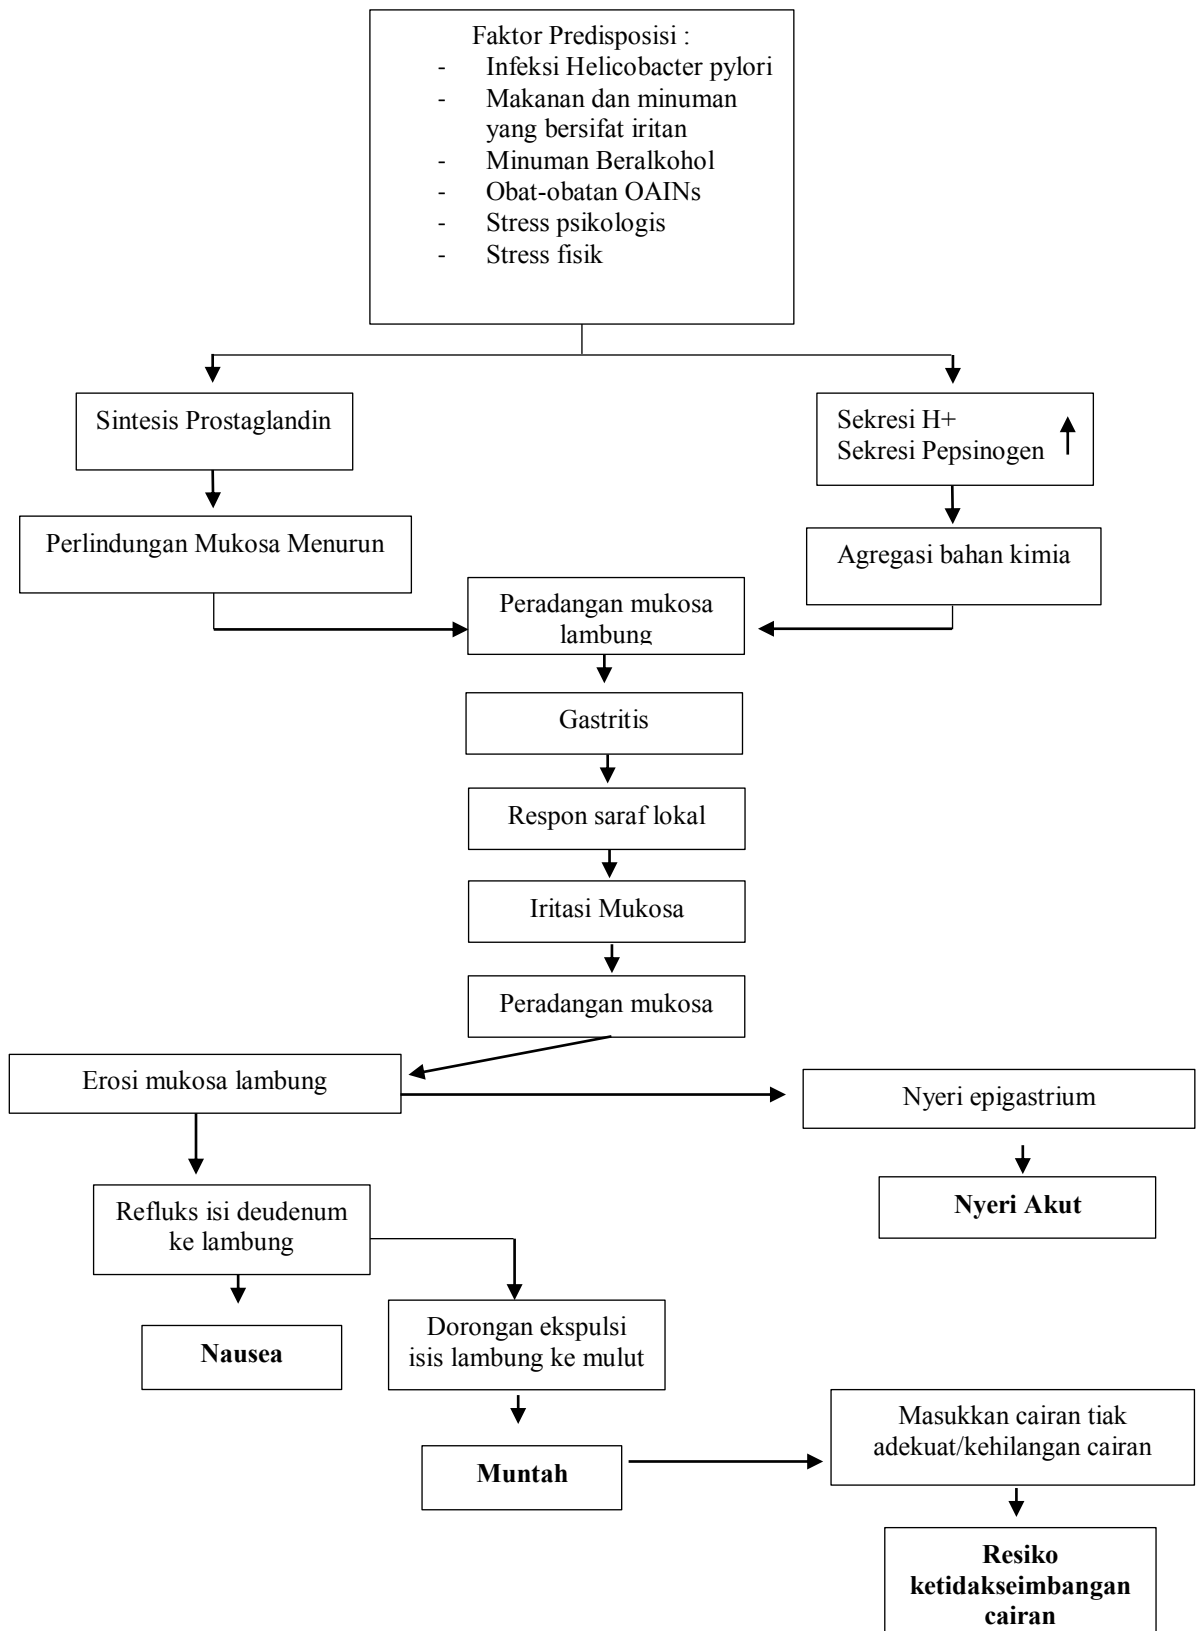 Faktor Predisposisi :
- Infeksi Helicobacter pylori
- Makanan dan minuman
yang bersifat iritan
- Minuman Beralkohol
- Obat-obatan OAINs
- Stress psikologis
- Stress fisik
Sintesis Prostaglandin
Sekresi H+
Sekresi Pepsinogen
Perlindungan Mukosa Menurun
Agregasi bahan kimia
Peradangan mukosa
lambung
Gastritis
Respon saraf lokal
Iritasi Mukosa
Peradangan mukosa
Erosi mukosa lambung
Nyeri epigastrium
Nyeri Akut
Refluks isi deudenum
ke lambung
Nausea
Dorongan ekspulsi
isis lambung ke mulut
Muntah
Masukkan cairan tiak
adekuat/kehilangan cairan
Resiko
ketidakseimbangan
cairan